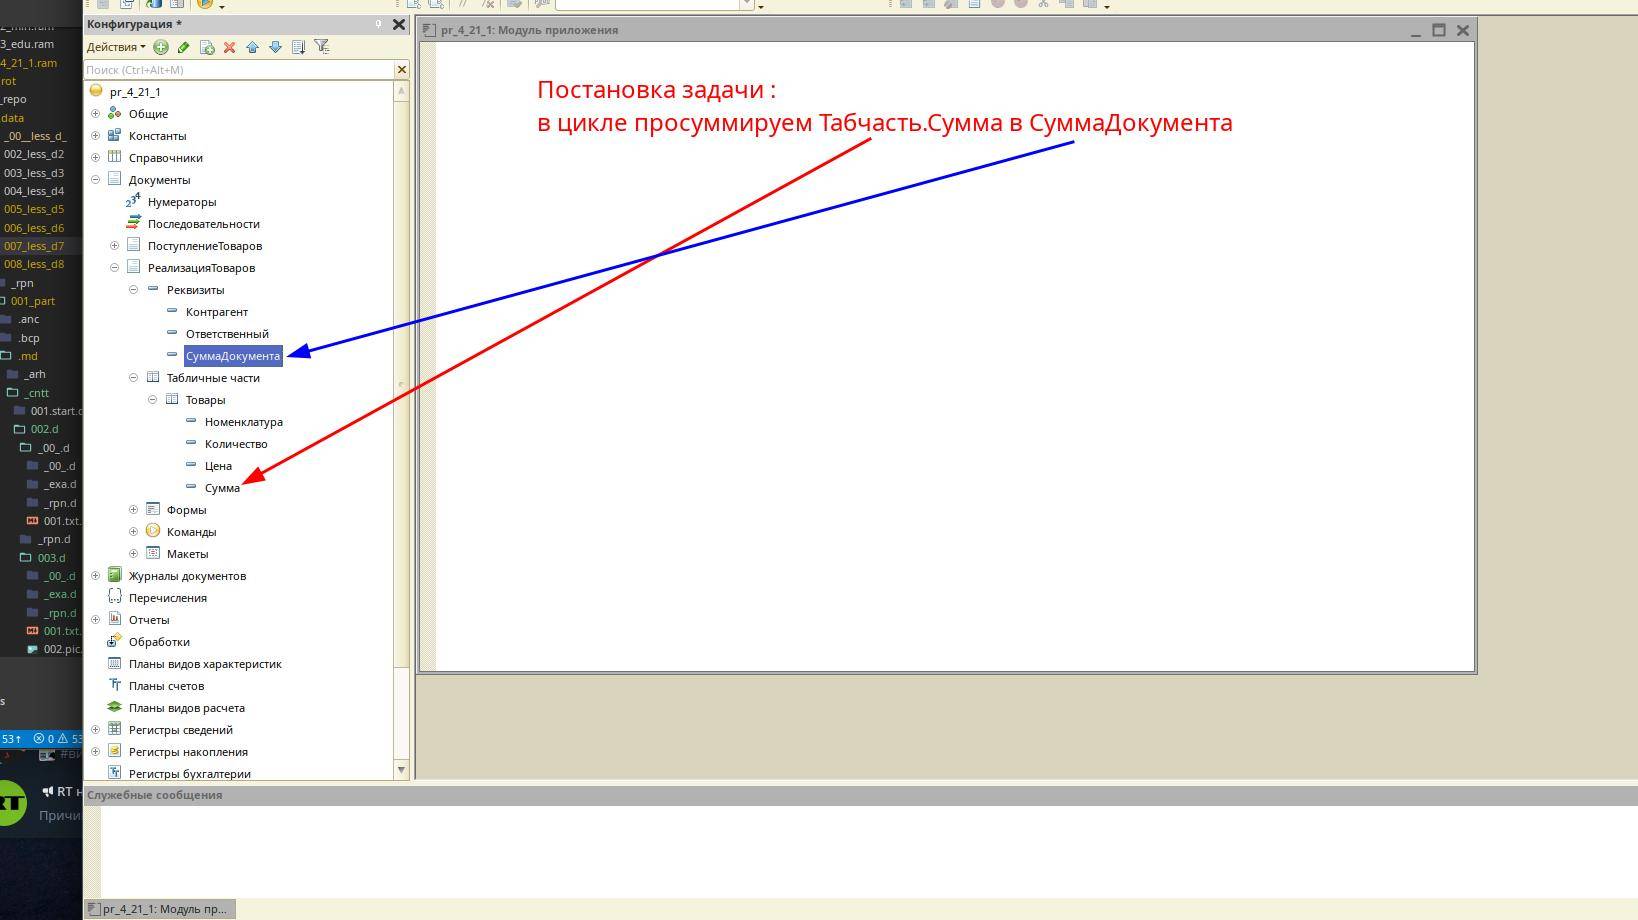 3_edu.ram
4_21_1.ram
rot
_repo
data
_00__less_d_
002_less_d2
003_less_d3
004_less_d4
005_less_d5
006_less_d6
007_less_d7
008_less_d8
_rpn
001_part
.anc
.bcp
.md
_arh
_cntt
001.start.
002.d
_00_.d
_00_.d
_exa.d
_rpn.d
001.txt.
_rpn.d
003.d
_00_.d
_exa.d
_rpn.d
001.txt.
002.pic.
s
53↑ 0 53
RT н
Причи
Конфигурация *
Действия
Поиск (Ctrl+Alt+M)
pr_4_21_1
Общие
Константы
Справочники
Документы
Нумераторы
Последовательности
ПоступлениеТоваров
РеализацияТоваров
Реквизиты
Контрагент
Ответственный
СуммаДокумента
Табличные части
Товары
Номенклатура
Количество
Цена
Сумма
Формы
Команды
Макеты
Журналы документов
Перечисления
Отчеты
Обработки
Планы видов характеристик
Планы счетов
Планы видов расчета
Регистры сведений
Регистры накопления
Регистры бухгалтерии
pr_4_21_1: Модуль приложения
Постановка задачи :
в цикле просуммируем Табчасть.Сумма в СуммаДокумента
Служебные сообщения
pr_4_21_1: Модуль пр...